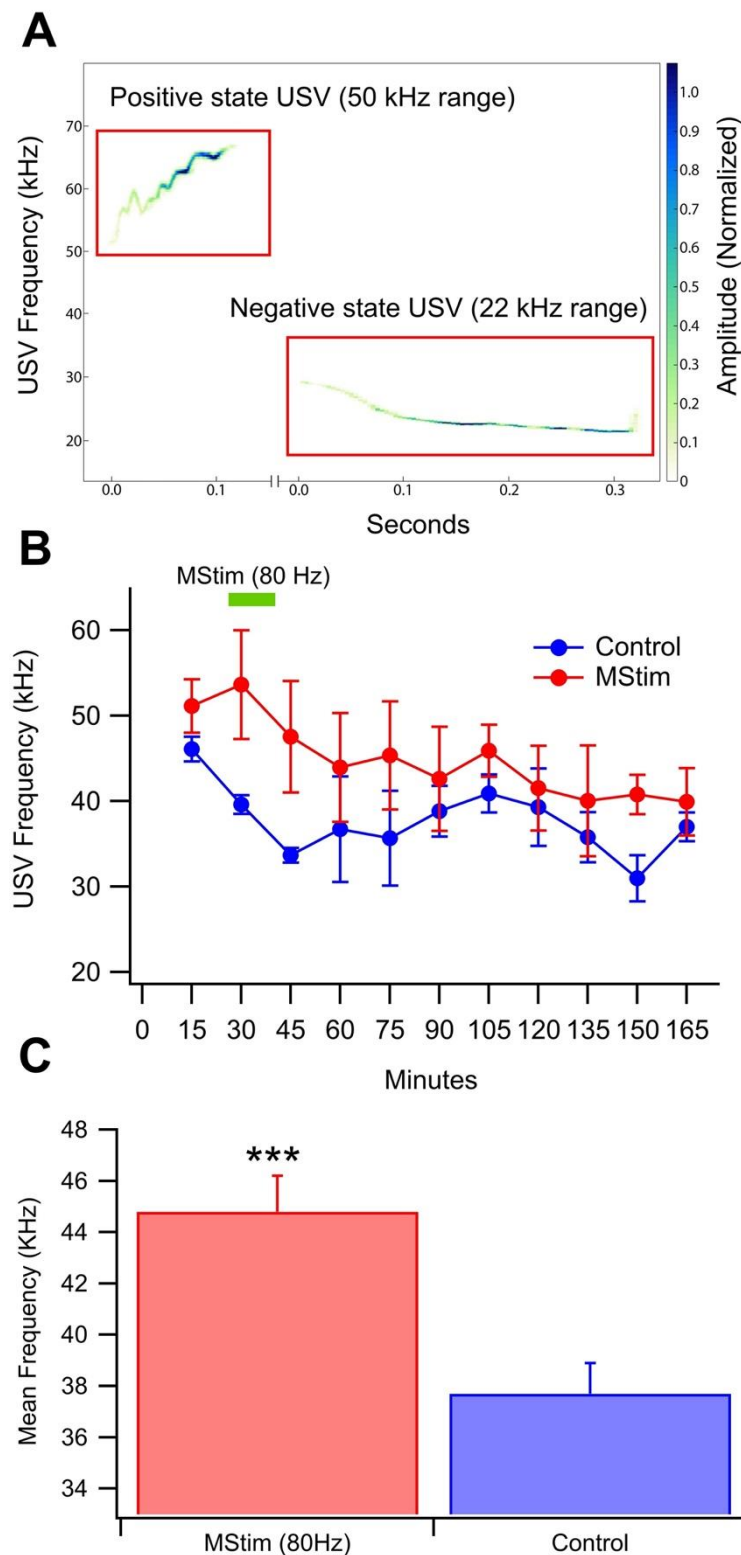 A
Positive state USV (50 kHz range)
Negative state USV (22 kHz range)
USV Frequency (kHz)
70
60
50
40
30
20
0.0 0.1 0.0 0.1 0.2 0.3
Seconds
1.0
0.9
0.8
0.7
0.6
0.5
0.4
0.3
0.2
0.1
0
Amplitude (Normalized)
B
MStim (80 Hz)
Control
MStim
USV Frequency (kHz)
60
50
40
30
20
0 15 30 45 60 75 90 105 120 135 150 165
Minutes
C
***
Mean Frequency (KHz)
48
46
44
42
40
38
36
34
MStim (80Hz) Control